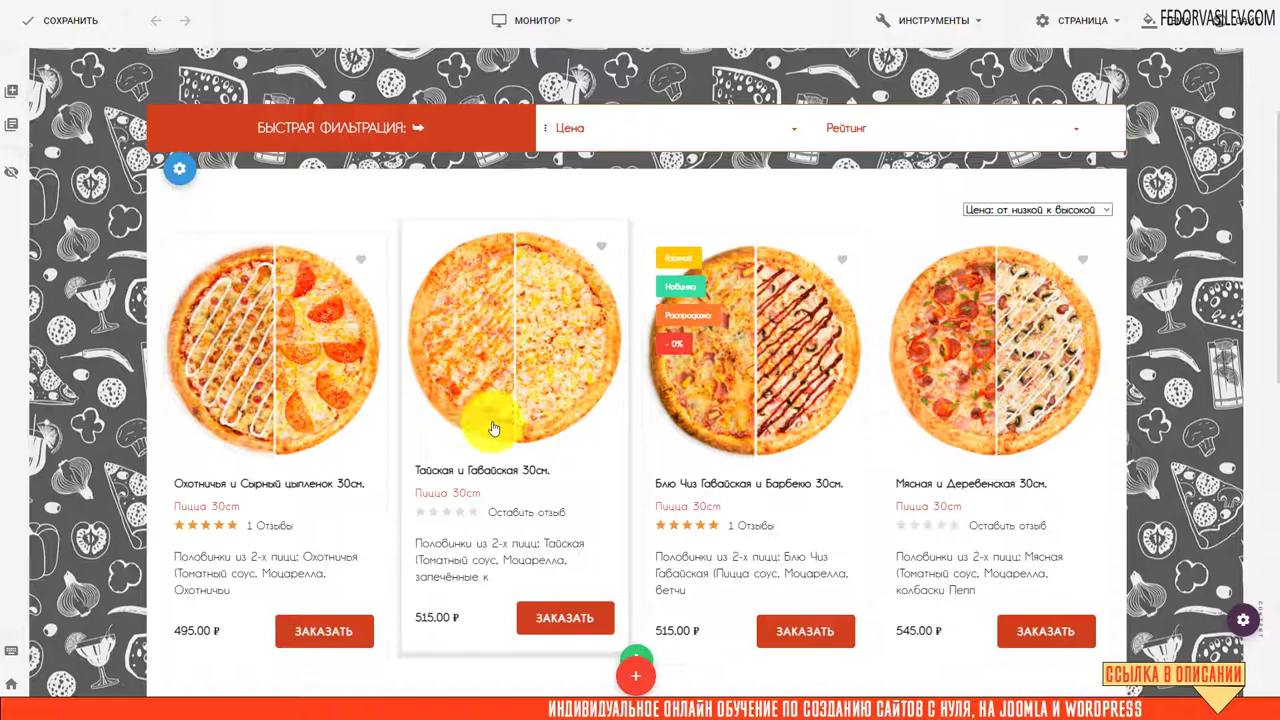 СОХРАНИТЬ
МОНИТОР
ИНСТРУМЕНТЫ
СТРАНИЦА
FEDORVASILEV.COM
БЫСТРАЯ ФИЛЬТРАЦИЯ:
Цена
Рейтинг
Цена: от низкой к высокой
Новинка
Распродажа
- 0%
Охотничья и Сырный цыпленок 30см.
Пицца 30cm
1 Отзывы
Половинки из 2-х пицц: Охотничья
(Томатный соус, Моцарелла,
Охотничьи
495.00 ₽
ЗАКАЗАТЬ
Тайская и Гавайская 30см.
Пицца 30cm
Оставить отзыв
Половинки из 2-х пицц: Тайская
(Томатный соус, Моцарелла,
запечённые к
515.00 ₽
ЗАКАЗАТЬ
Блю Чиз Гавайская и Барбекю 30см.
Пицца 30cm
1 Отзывы
Половинки из 2-х пицц: Блю Чиз
Гавайская (Пицца соус, Моцарелла,
ветчи
515.00 ₽
ЗАКАЗАТЬ
Мясная и Деревенская 30см.
Пицца 30cm
Оставить отзыв
Половинки из 2-х пицц: Мясная
(Томатный соус, Моцарелла,
колбаски Пепп
545.00 ₽
ЗАКАЗАТЬ
ССЫЛКА В ОПИСАНИИ
ИНДИВИДУАЛЬНОЕ ОНЛАЙН ОБУЧЕНИЕ ПО СОЗДАНИЮ САЙТОВ С НУЛЯ, НА JOOMLA И WORDPRESS